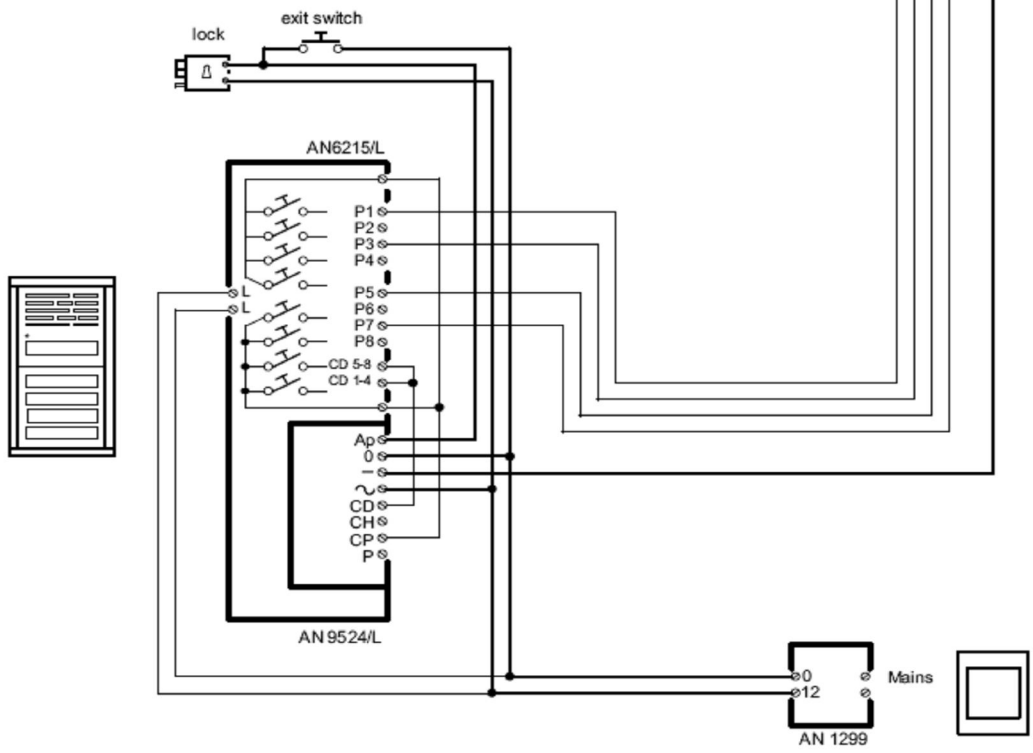 exit switch
lock
AN6215/L
P1
P2
P3
P4
L
P5
L
P6
P7
P8
CD 5-8
CD 1-4
Ap
0
–
~
CD
CH
CP
P
AN 9524/L
0
Mains
12
AN 1299